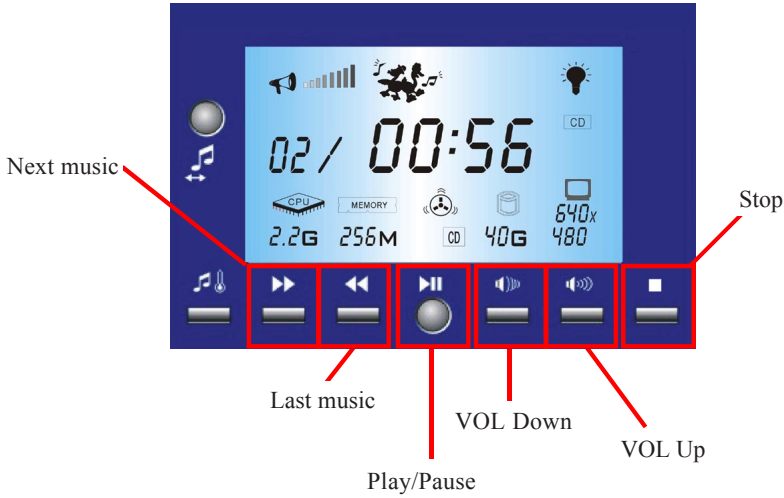 CD
02/ 00:56
Next music
CPU
MEMORY
640x
480
2.2G
256M
CD
40G
Stop
Last music
VOL Down
VOL Up
Play/Pause